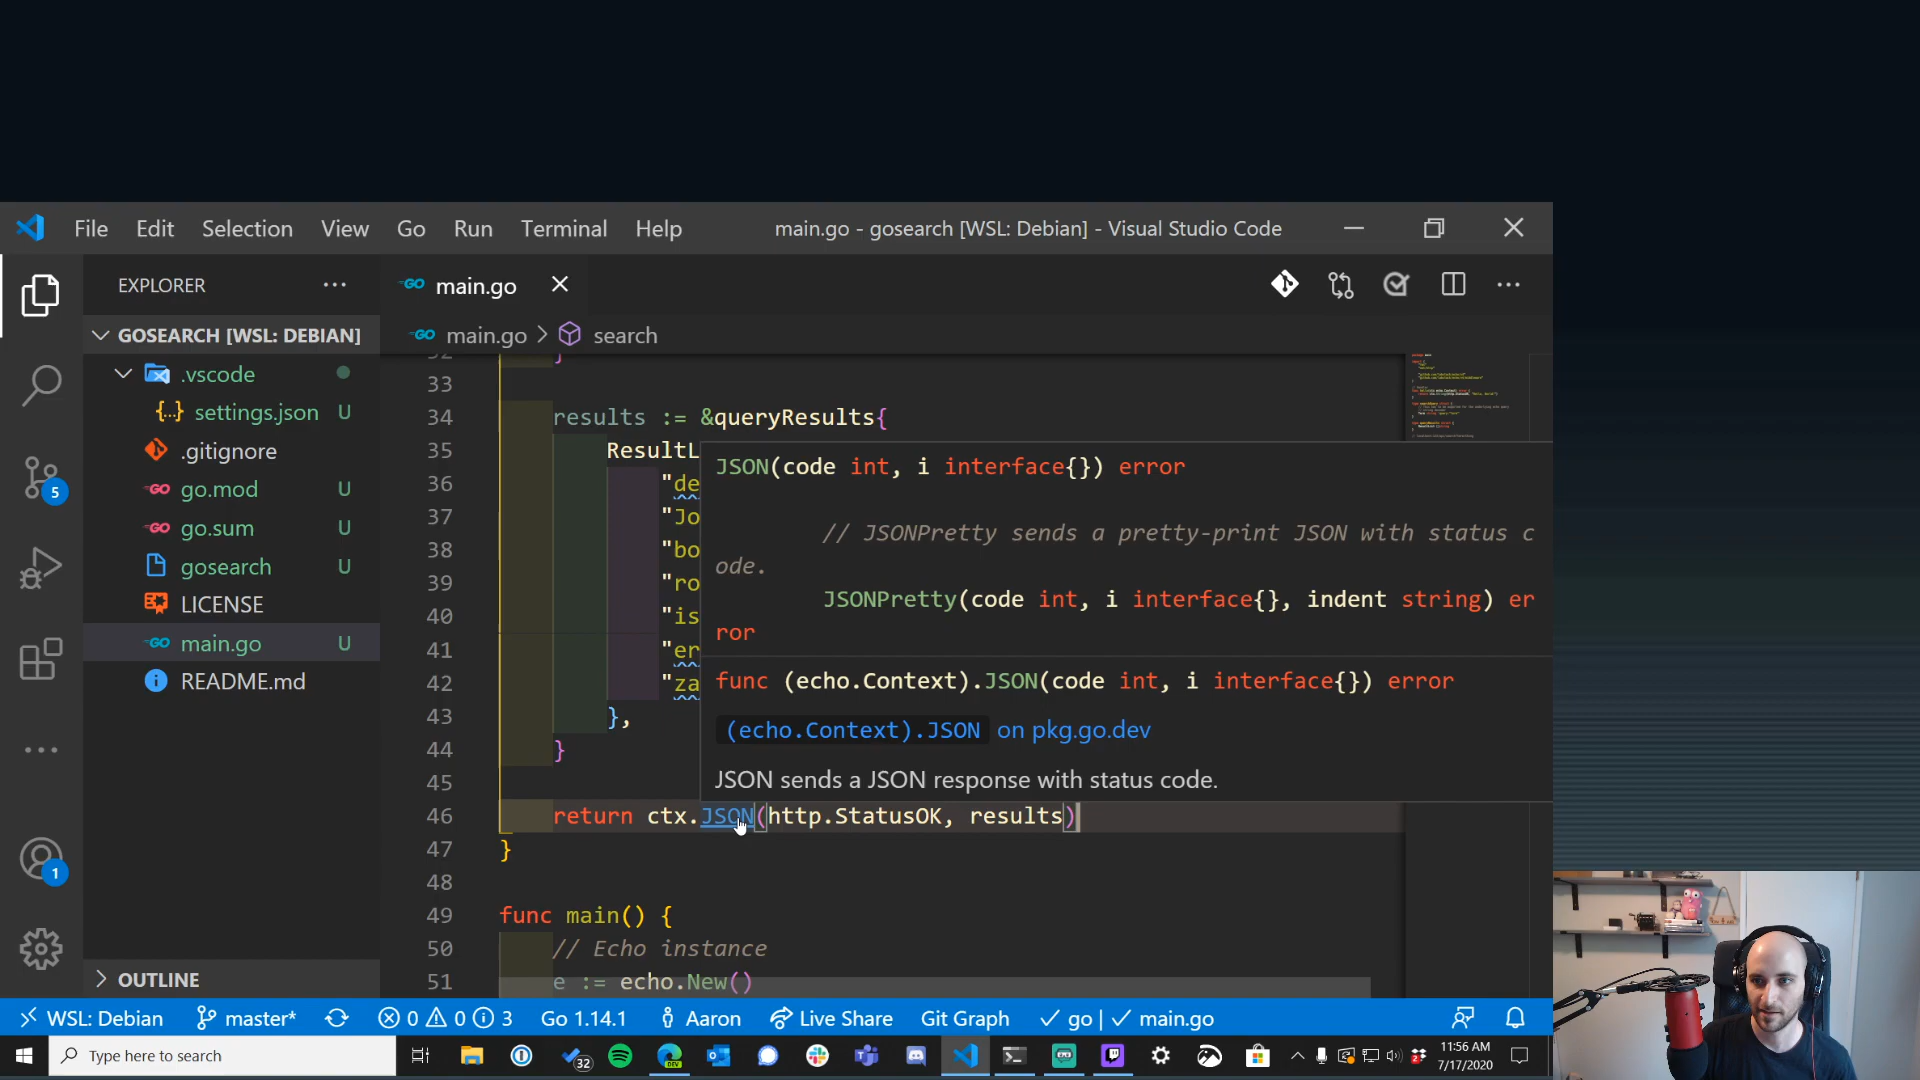 File Edit Selection View Go Run Terminal Help main.go - gosearch [WSL: Debian] - Visual Studio Code
EXPLORER
main.go
GOSEARCH [WSL: DEBIAN]
main.go > search
.vscode
settings.json U
.gitignore
go.mod U
go.sum U
gosearch U
LICENSE
main.go U
README.md
OUTLINE
33
34 results := &queryResults{
35 ResultL
36 "de
37 "Jo
38 "bo
39 "ro
40 "is
41 "er
42 "za
43 },
44 }
45
46 return ctx.JSON(http.StatusOK, results)
47 }
48
49 func main() {
50 // Echo instance
51 e := echo.New()
JSON(code int, i interface{}) error
// JSONPretty sends a pretty-print JSON with status c
ode.
JSONPretty(code int, i interface{}, indent string) er
ror
func (echo.Context).JSON(code int, i interface{}) error
(echo.Context).JSON on pkg.go.dev
JSON sends a JSON response with status code.
5
1
WSL: Debian master* 0 0 3 Go 1.14.1 Aaron Live Share Git Graph go | main.go
Type here to search
32
DEV
11:56 AM
7/17/2020